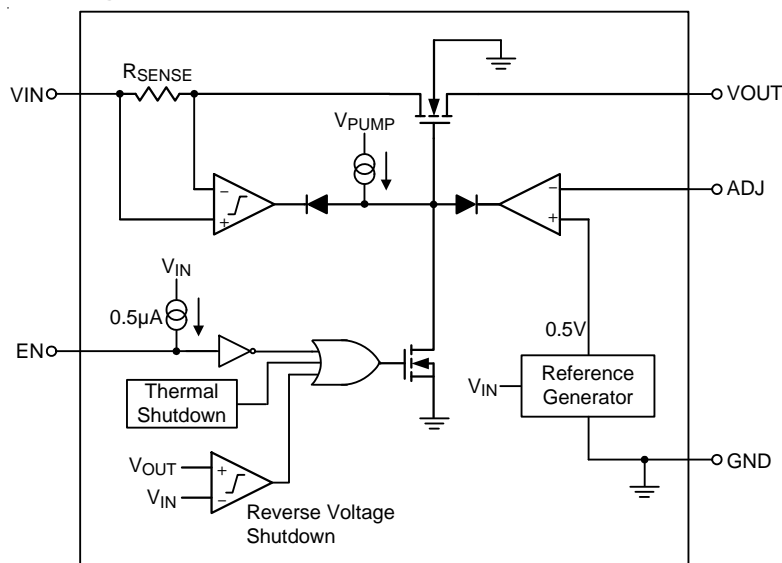 RSENSE
VIN
VOUT
VPUMP
ADJ
-
+
-
+
VIN
0.5µA
EN
0.5V
Thermal
Shutdown
VIN
Reference
Generator
GND
VOUT
+
VIN
-
Reverse Voltage
Shutdown